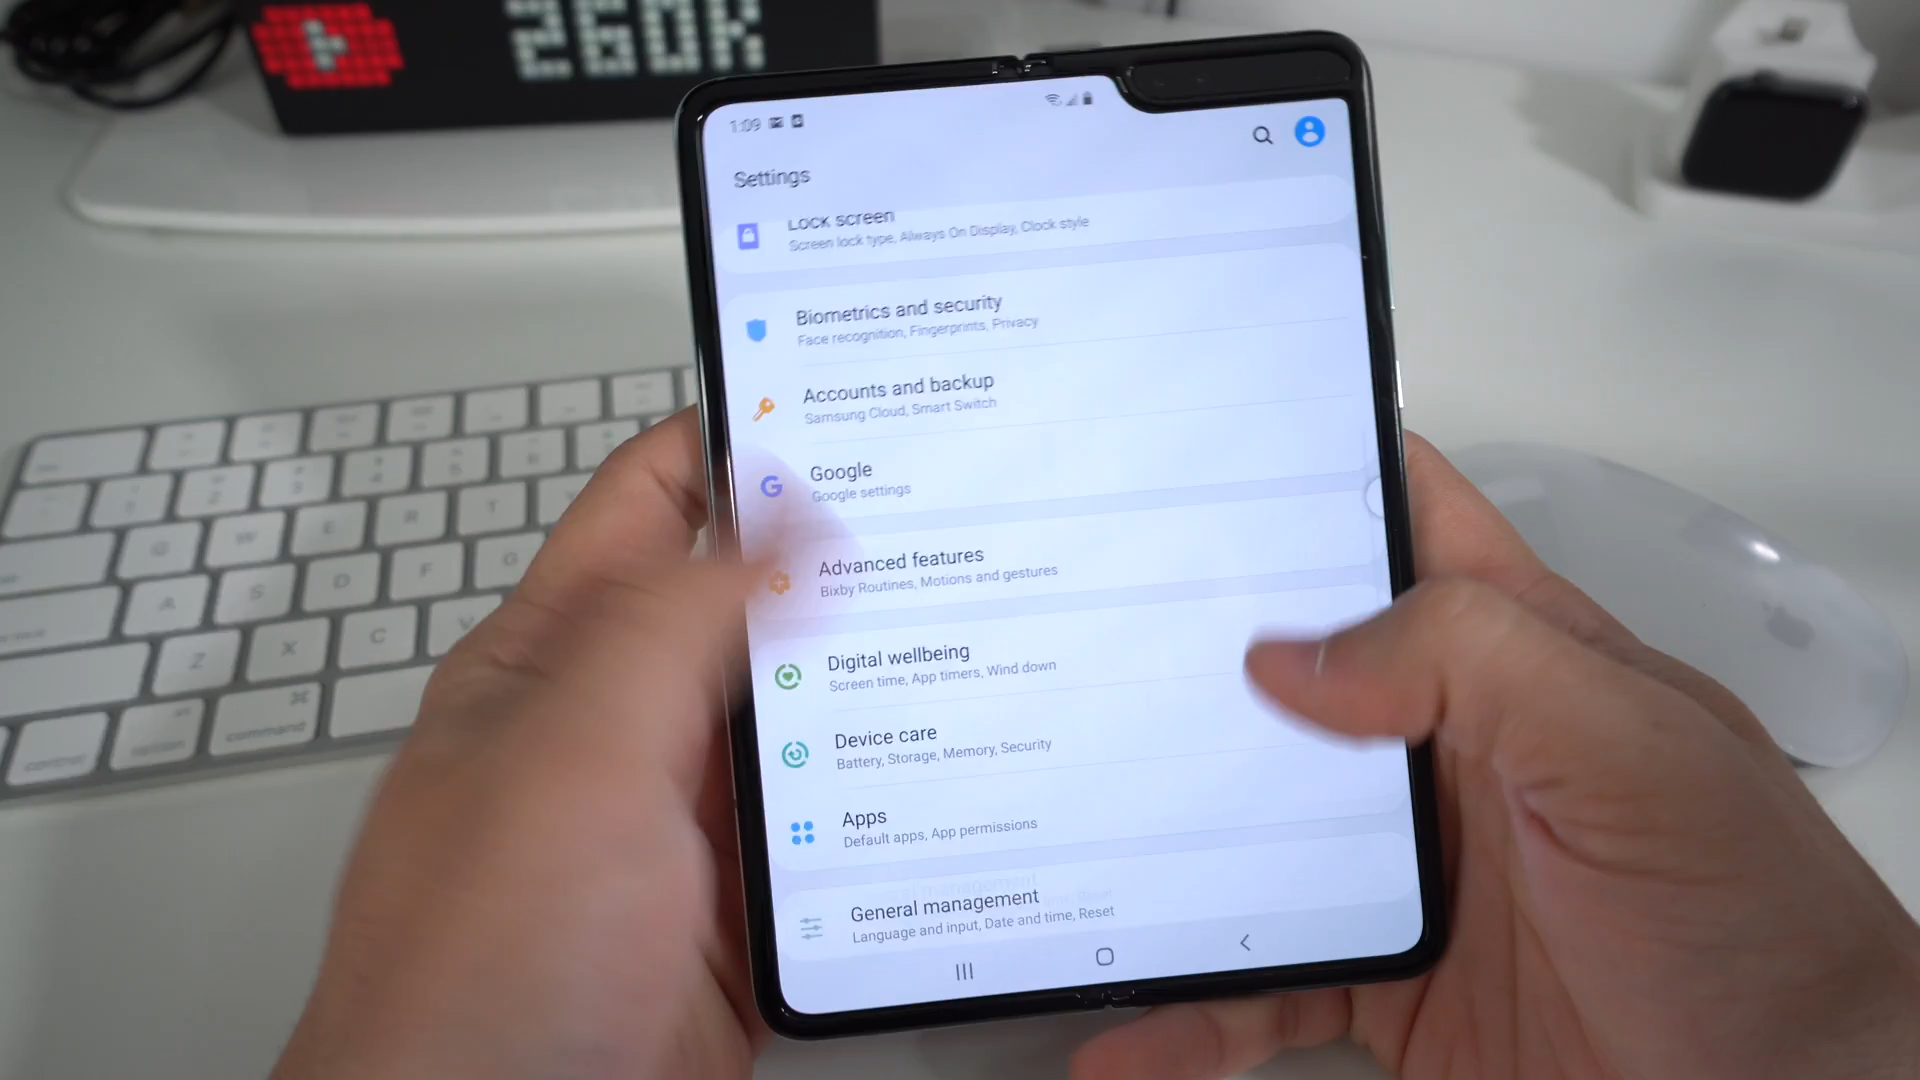 260K
1:09
Settings
Lock screen
Screen lock type, Always On Display, Clock style
Biometrics and security
Face recognition, Fingerprints, Privacy
Accounts and backup
Samsung Cloud, Smart Switch
Google
Google settings
Advanced features
Bixby Routines, Motions and gestures
Digital wellbeing
Screen time, App timers, Wind down
Device care
Battery, Storage, Memory, Security
Apps
Default apps, App permissions
General management
Language and input, Date and time, Reset
W E R T
A S D F G
Z X C V
control option command